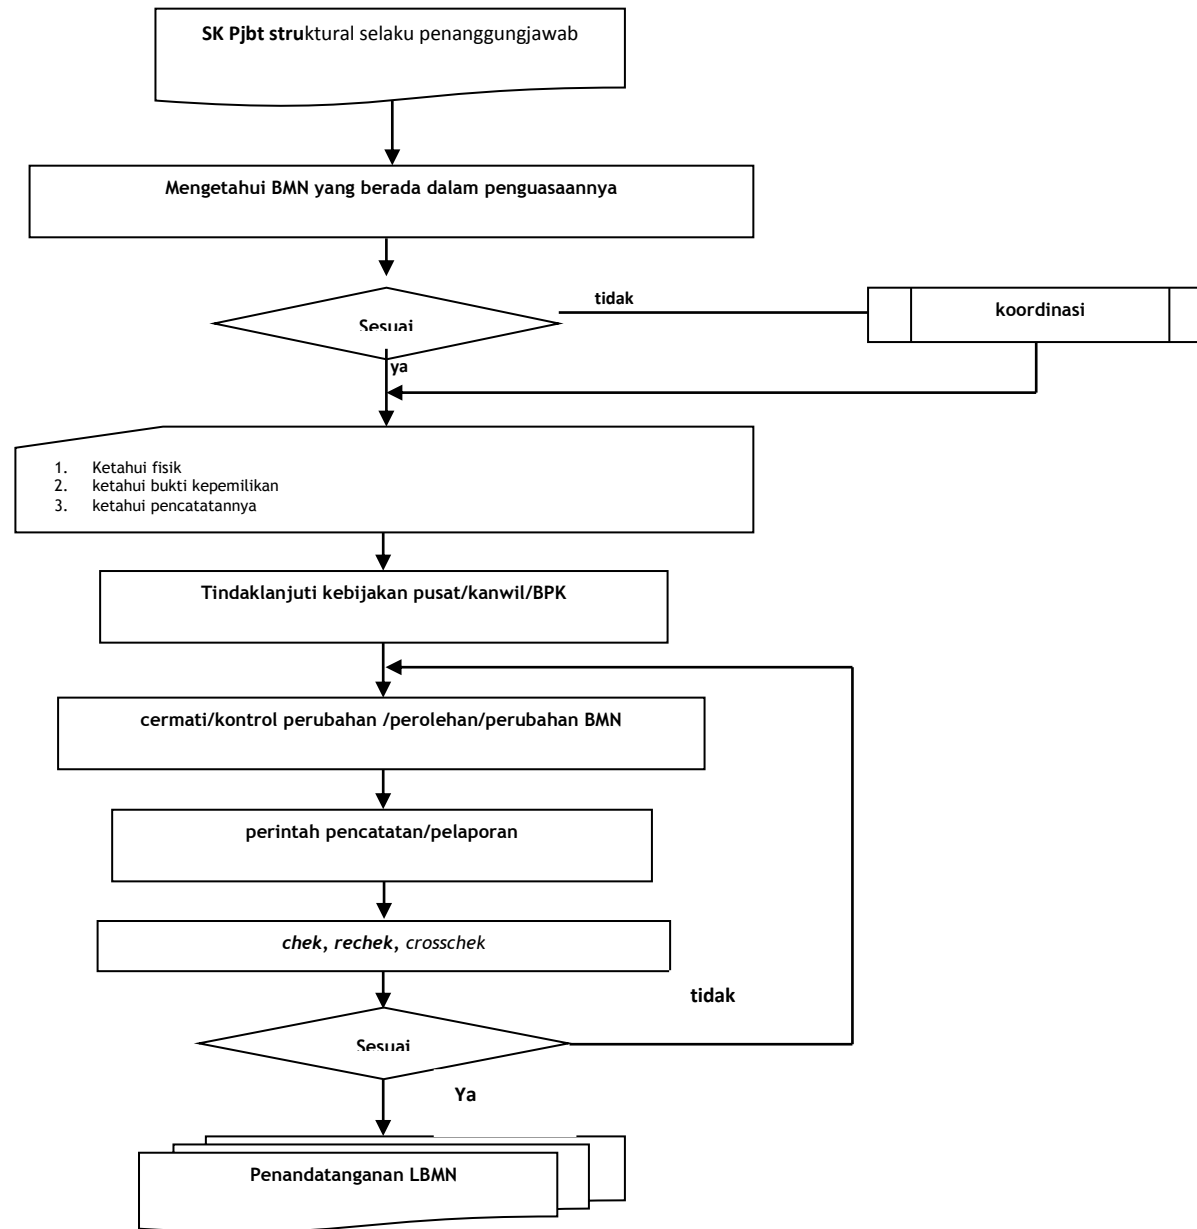 SK Pjbt struktural selaku penanggungjawab
Mengetahui BMN yang berada dalam penguasaannya
tidak
koordinasi
Sesuai
ya
1. Ketahui fisik
2. ketahui bukti kepemilikan
3. ketahui pencatatannya
Tindaklanjuti kebijakan pusat/kanwil/BPK
cermati/kontrol perubahan /perolehan/perubahan BMN
perintah pencatatan/pelaporan
chek, rechek, crosschek
tidak
Sesuai
Ya
Penandatanganan LBMN